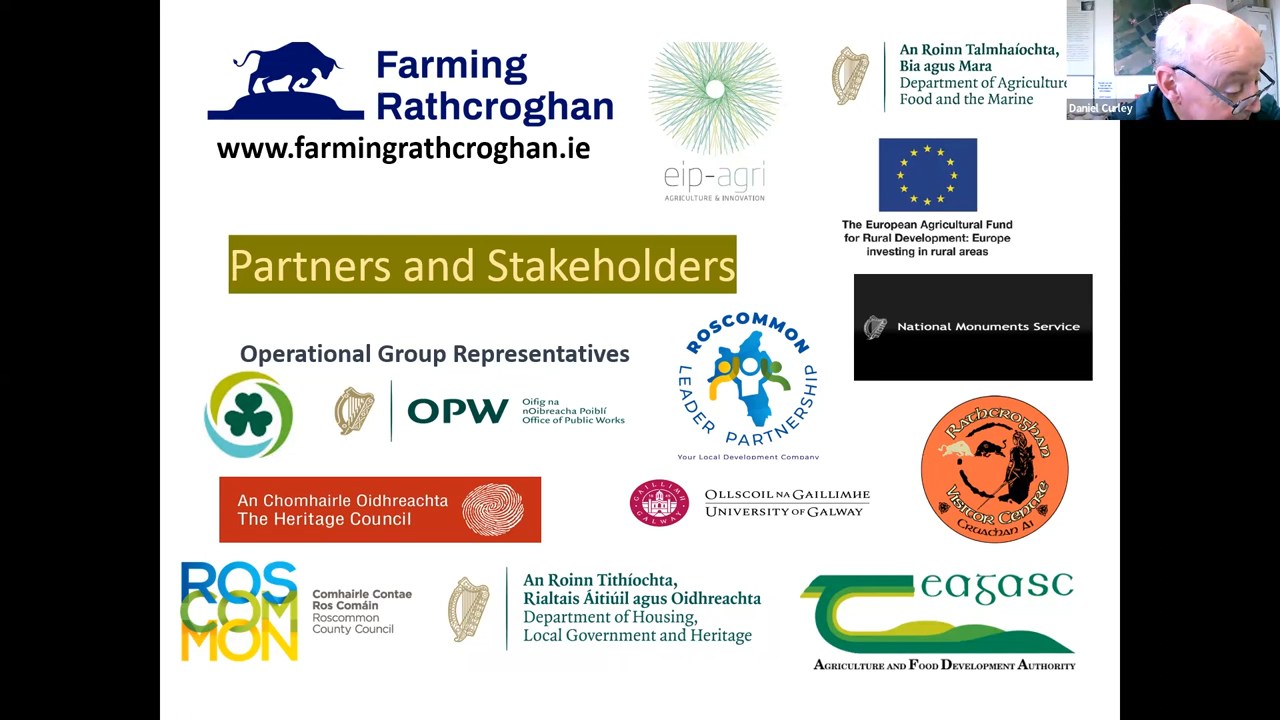 Farming
Rathcroghan
www.farmingrathcroghan.ie
eip-agri
AGRICULTURE & INNOVATION
An Roinn Talmhaíochta,
Bia agus Mara
Department of Agriculture
Food and the Marine
Daniel Curley
The European Agricultural Fund
for Rural Development: Europe
investing in rural areas
Partners and Stakeholders
National Monuments Service
Operational Group Representatives
ROSCOMMON
LEADER PARTNERSHIP
Your Local Development Company
OPW
Oifig na
nOibreacha Poiblí
Office of Public Works
RATHCROGHAN
VISITOR CENTRE
CRUACHAN AÍ
An Chomhairle Oidhreachta
The Heritage Council
GAILLIMH
GALWAY
OLLSCOIL NA GAILLIMHE
UNIVERSITY OF GALWAY
ROS
COM
MON
Comhairle Contae
Ros Comáin
Roscommon
County Council
An Roinn Tithíochta,
Rialtais Áitiúil agus Oidhreachta
Department of Housing,
Local Government and Heritage
Teagasc
AGRICULTURE AND FOOD DEVELOPMENT AUTHORITY